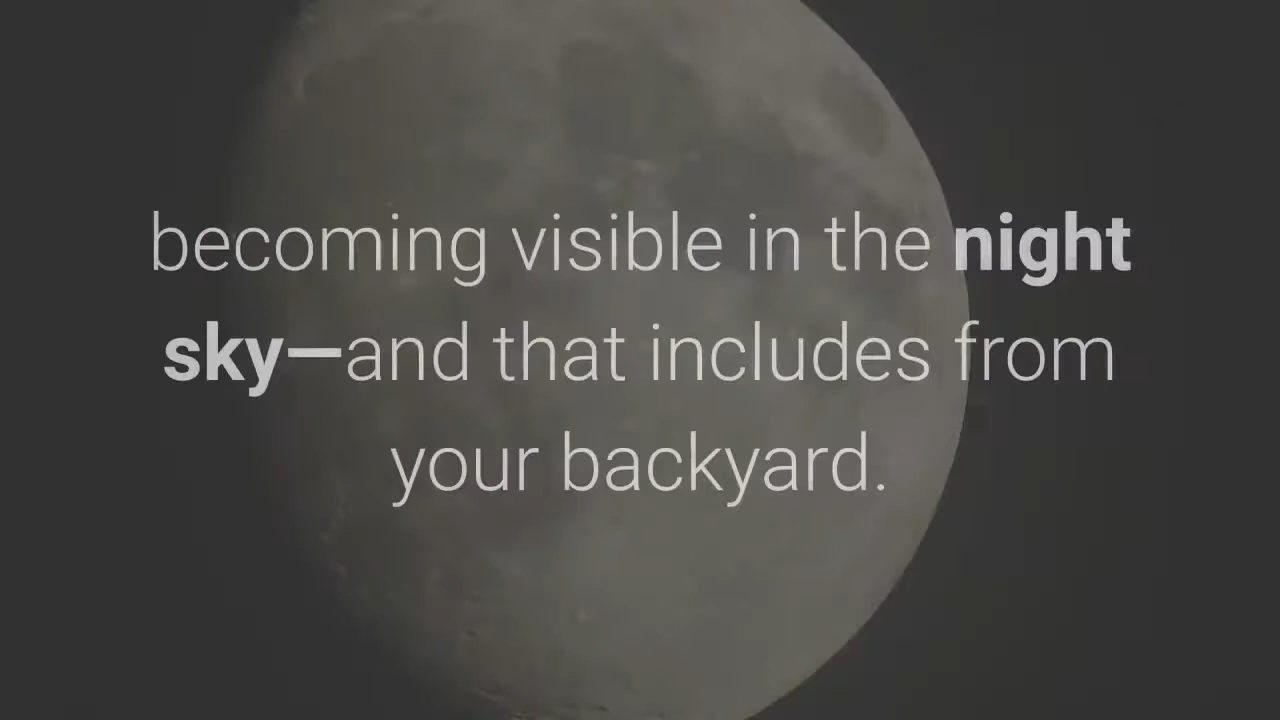 becoming visible in the night
sky—and that includes from
your backyard.